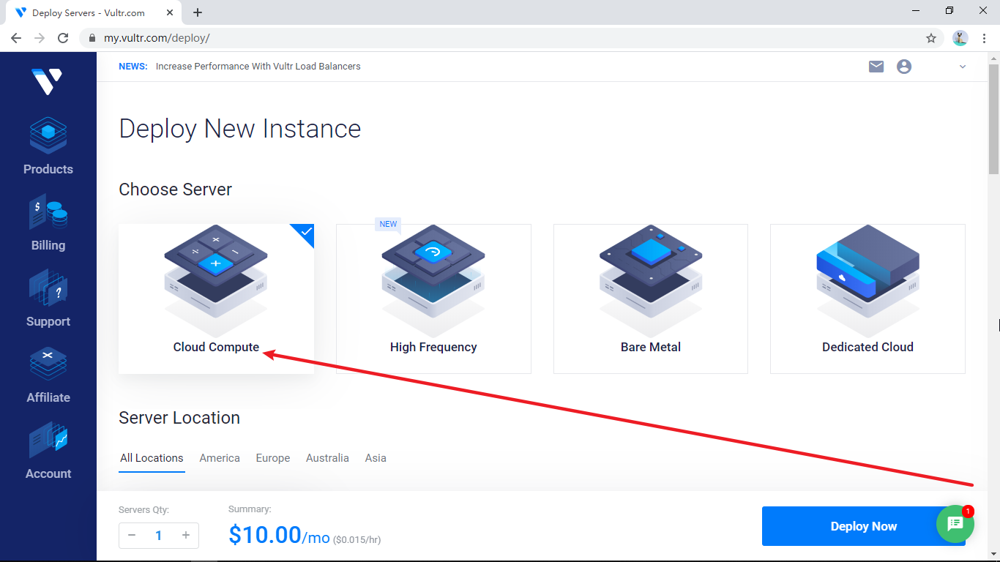 Deploy Servers - Vultr.com
my.vultr.com/deploy/
NEWS: Increase Performance With Vultr Load Balancers
Products
Billing
Support
Affiliate
Account
Deploy New Instance
Choose Server
Cloud Compute
NEW
High Frequency
Bare Metal
Dedicated Cloud
Server Location
All Locations America Europe Australia Asia
Servers Qty:
1
Summary:
$10.00/mo ($0.015/hr)
Deploy Now
1